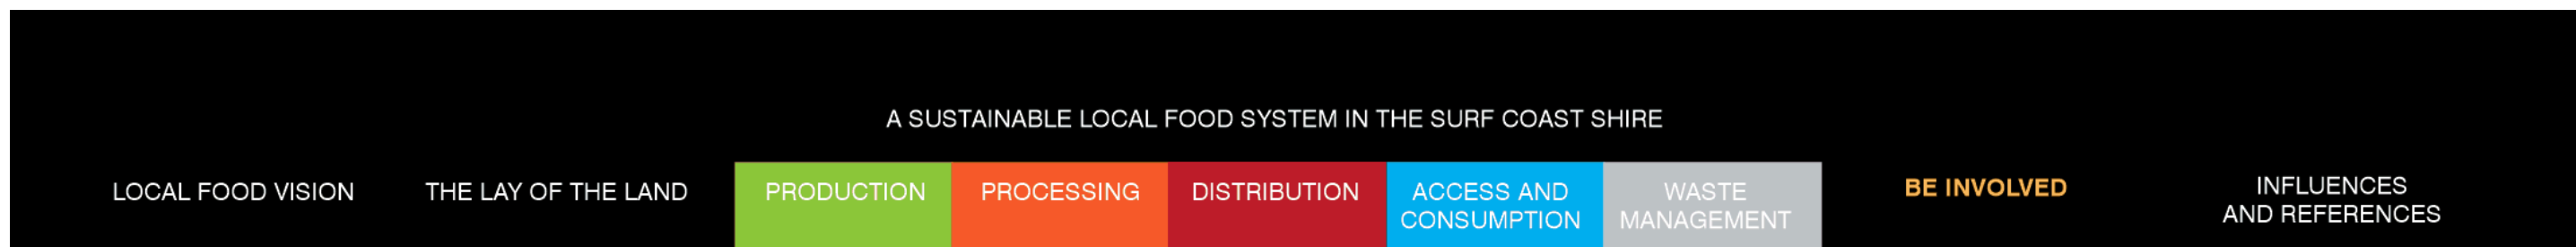 A SUSTAINABLE LOCAL FOOD SYSTEM IN THE SURF COAST SHIRE
LOCAL FOOD VISION
THE LAY OF THE LAND
PRODUCTION
PROCESSING
DISTRIBUTION
ACCESS AND
CONSUMPTION
WASTE
MANAGEMENT
BE INVOLVED
INFLUENCES
AND REFERENCES